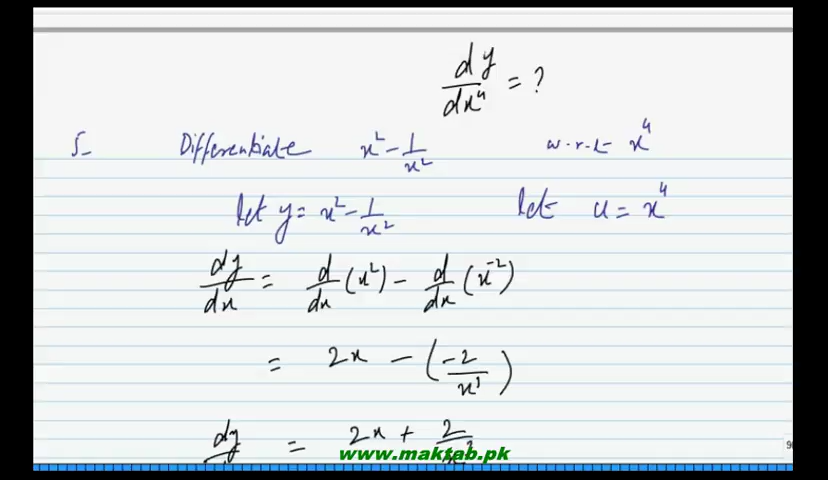 dy/dx⁴ = ?
5- Differentiate x² - 1/x² w.r.t x⁴
let y = x² - 1/x² let u = x⁴
dy/dx = d/dx (x²) - d/dx (x⁻²)
= 2x - (-2/x³)
dy = 2x + 2/x³
www.maktab.pk